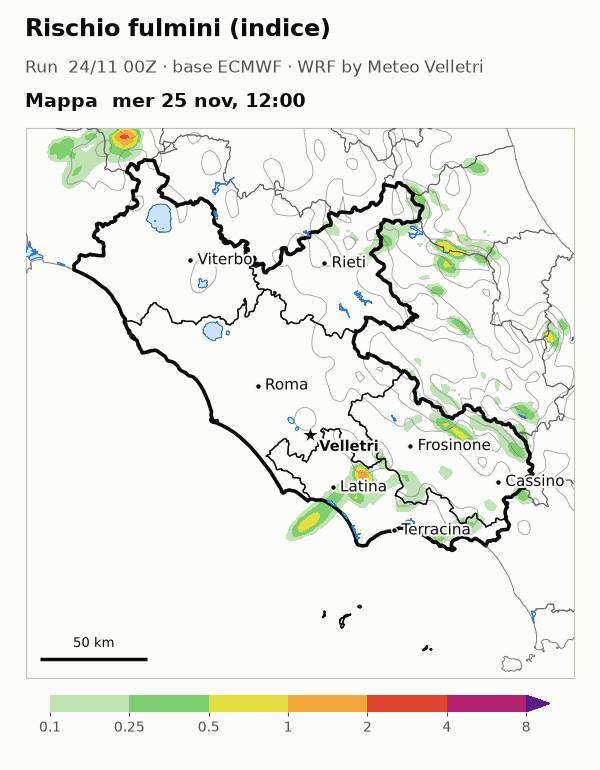 Rischio fulmini (indice)
Run  24/11 00Z · base ECMWF · WRF by Meteo Velletri
Mappa  mer 25 nov, 12:00
Viterbo
Rieti
Roma
Velletri
Frosinone
Latina
Cassino
Terracina
50 km
0.1 0.25 0.5 1 2 4 8